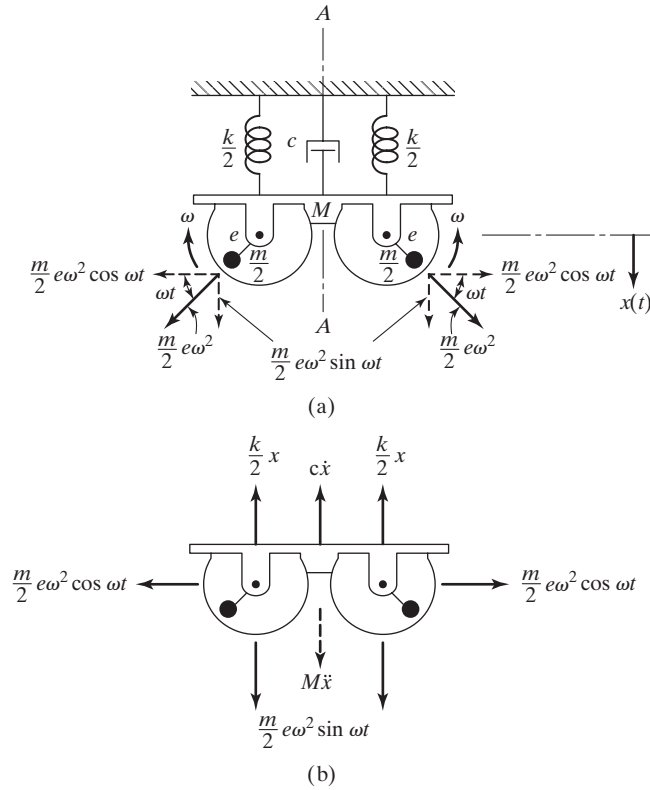 A
k/2
c
k/2
M
ω
e
m/2
e
m/2
ω
m/2 eω² cos ωt
ωt
m/2 eω² cos ωt
ωt
x(t)
m/2 eω²
A
m/2 eω²
m/2 eω² sin ωt
(a)
k/2 x
cẋ
k/2 x
m/2 eω² cos ωt
m/2 eω² cos ωt
Mẍ
m/2 eω² sin ωt
(b)